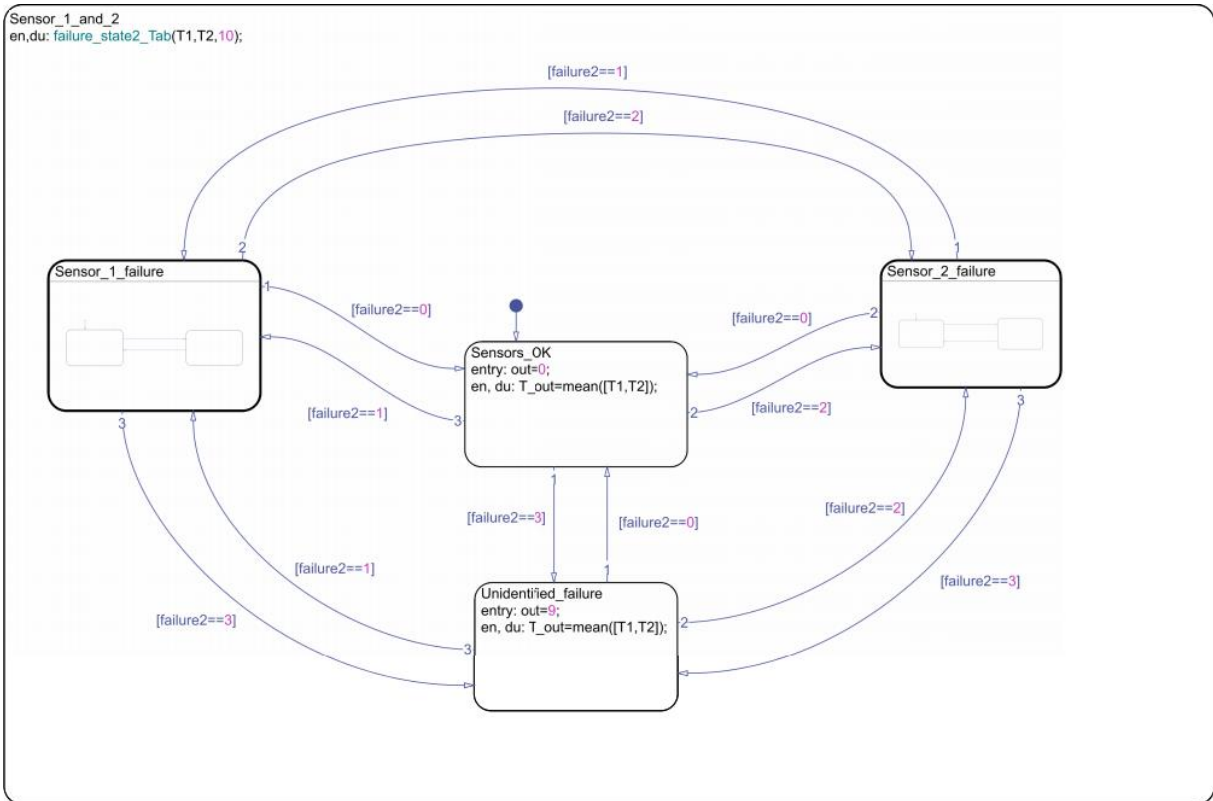 Sensor_1_and_2
en,du: failure_state2_Tab(T1,T2,10);
[failure2==1]
[failure2==2]
2
1
Sensor_1_failure
Sensor_2_failure
1
[failure2==0]
[failure2==0]
2
Sensors_OK
entry: out=0;
en, du: T_out=mean([T1,T2]);
[failure2==1]
3
2
[failure2==2]
3
3
1
[failure2==3]
[failure2==0]
[failure2==2]
[failure2==1]
1
[failure2==3]
Unidentified_failure
entry: out=9;
en, du: T_out=mean([T1,T2]);
[failure2==3]
2
3